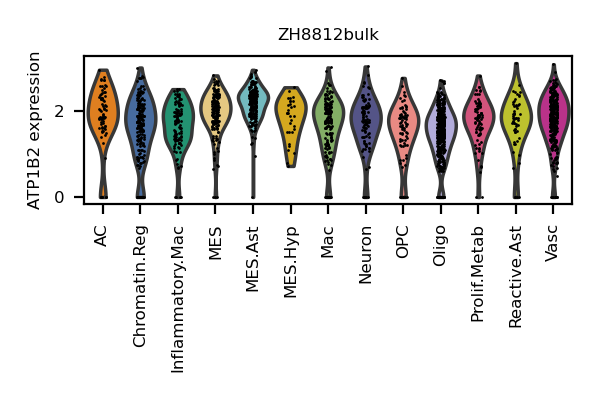 ZH8812bulk
ATP1B2 expression
2
0
AC
Chromatin.Reg
Inflammatory.Mac
MES
MES.Ast
MES.Hyp
Mac
Neuron
OPC
Oligo
Prolif.Metab
Reactive.Ast
Vasc